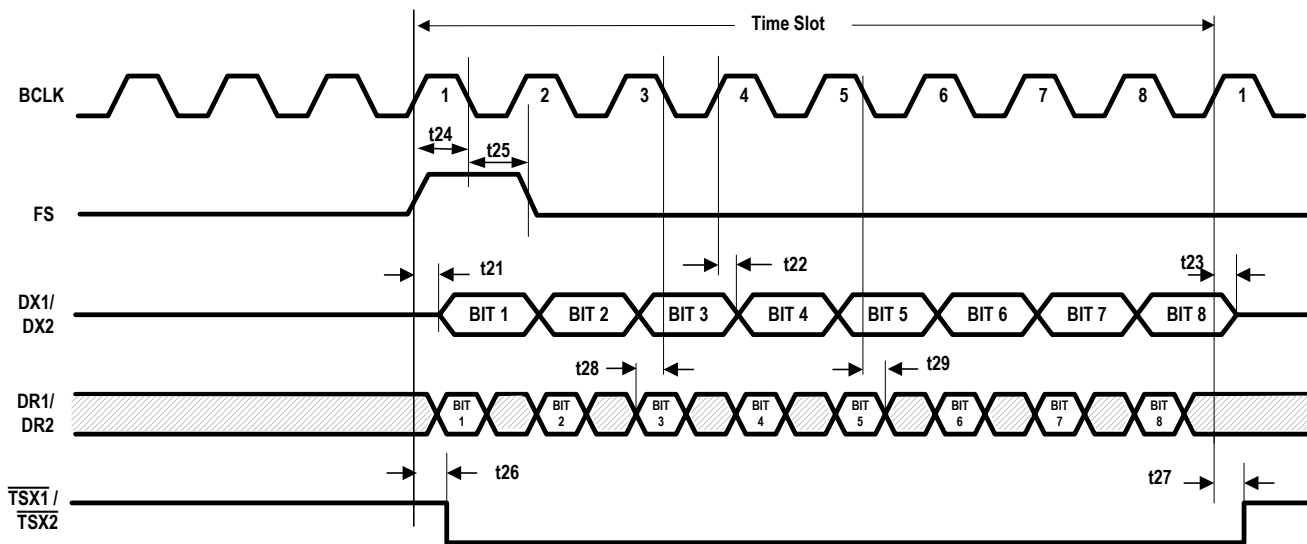 Time Slot
BCLK
1 2 3 4 5 6 7 8 1
t24
t25
FS
t21
t22
t23
DX1/
DX2
BIT 1 BIT 2 BIT 3 BIT 4 BIT 5 BIT 6 BIT 7 BIT 8
t28
t29
DR1/
DR2
BIT BIT BIT BIT BIT BIT BIT BIT
1 2 3 4 5 6 7 8
t26
t27
TSX1 /
TSX2